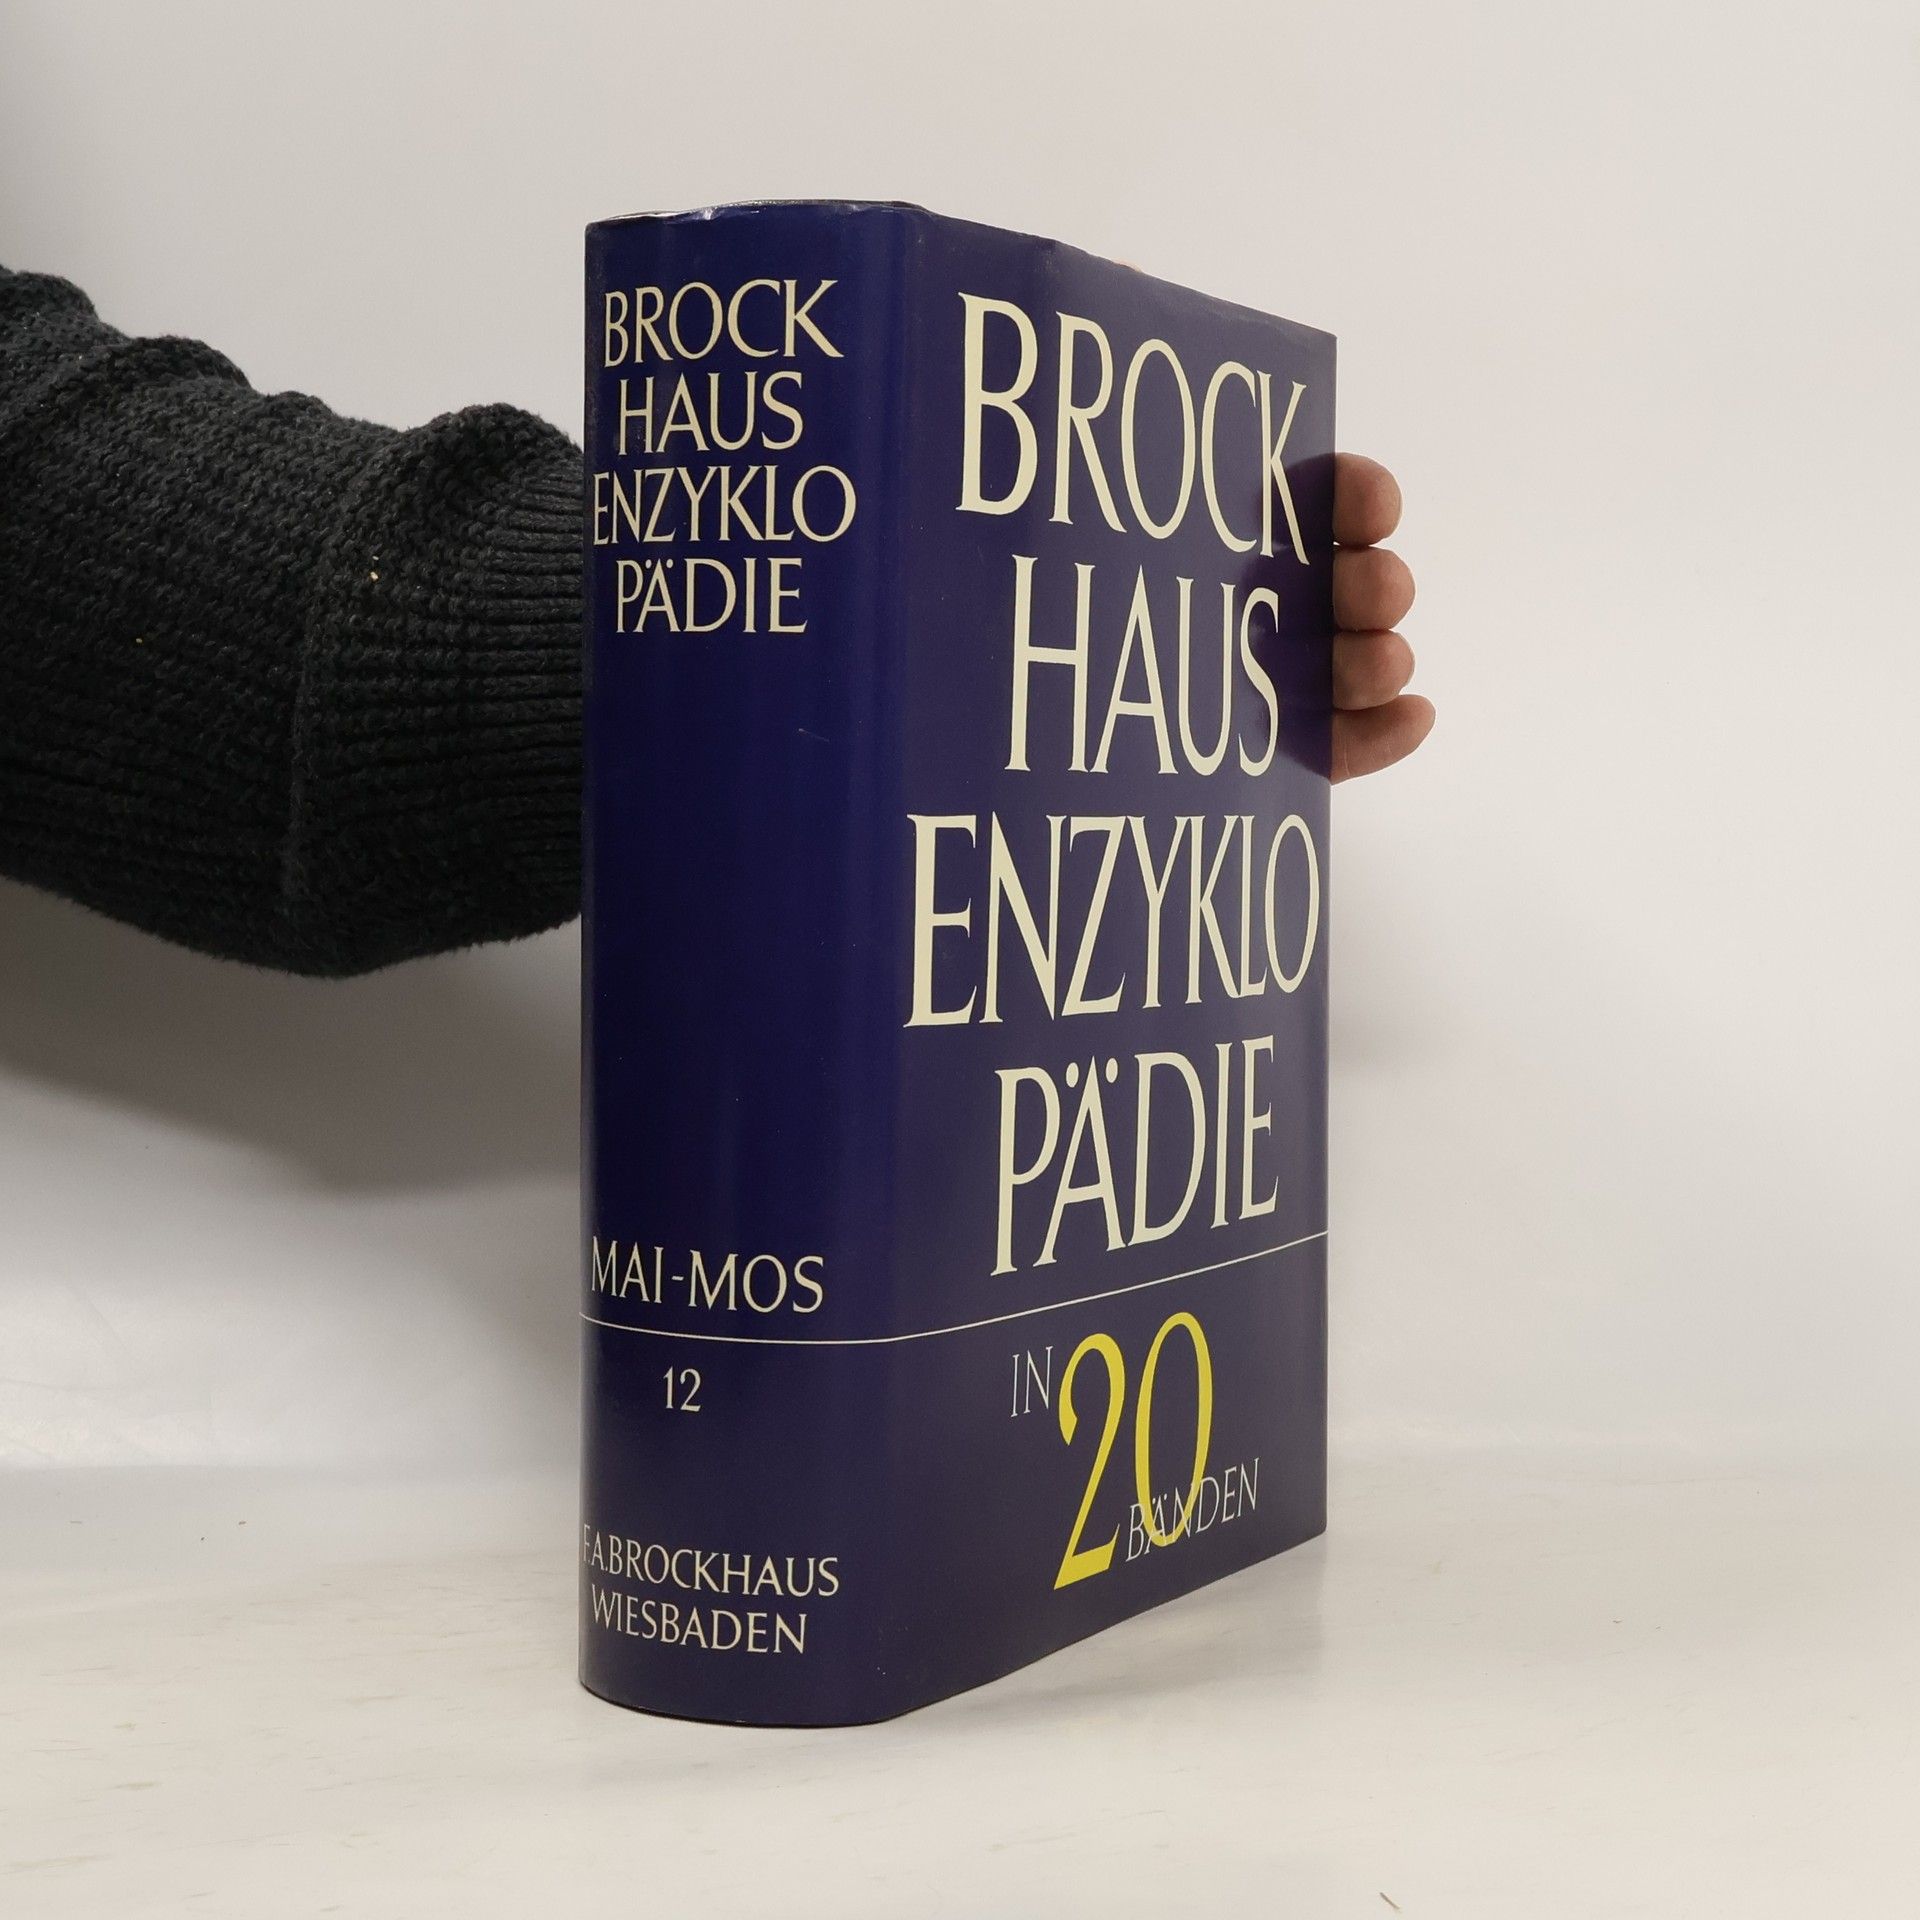 BROCK
HAUS
ENZYKLO
PÄDIE
MAI-MOS
12
F.A.BROCKHAUS
WIESBADEN
BROCK
HAUS
ENZYKLO
PÄDIE
IN 20
BÄNDEN